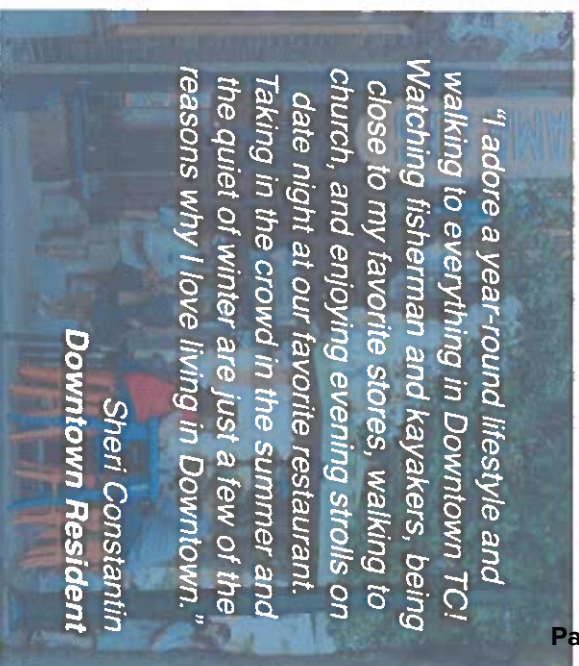 "I adore a year-round lifestyle and
walking to everything in Downtown TC!
Watching fisherman and kayakers, being
close to my favorite stores, walking to
church, and enjoying evening strolls on
date night at our favorite restaurant.
Taking in the crowd in the summer and
the quiet of winter are just a few of the
reasons why I love living in Downtown."
Sheri Constantin
Downtown Resident
Pa